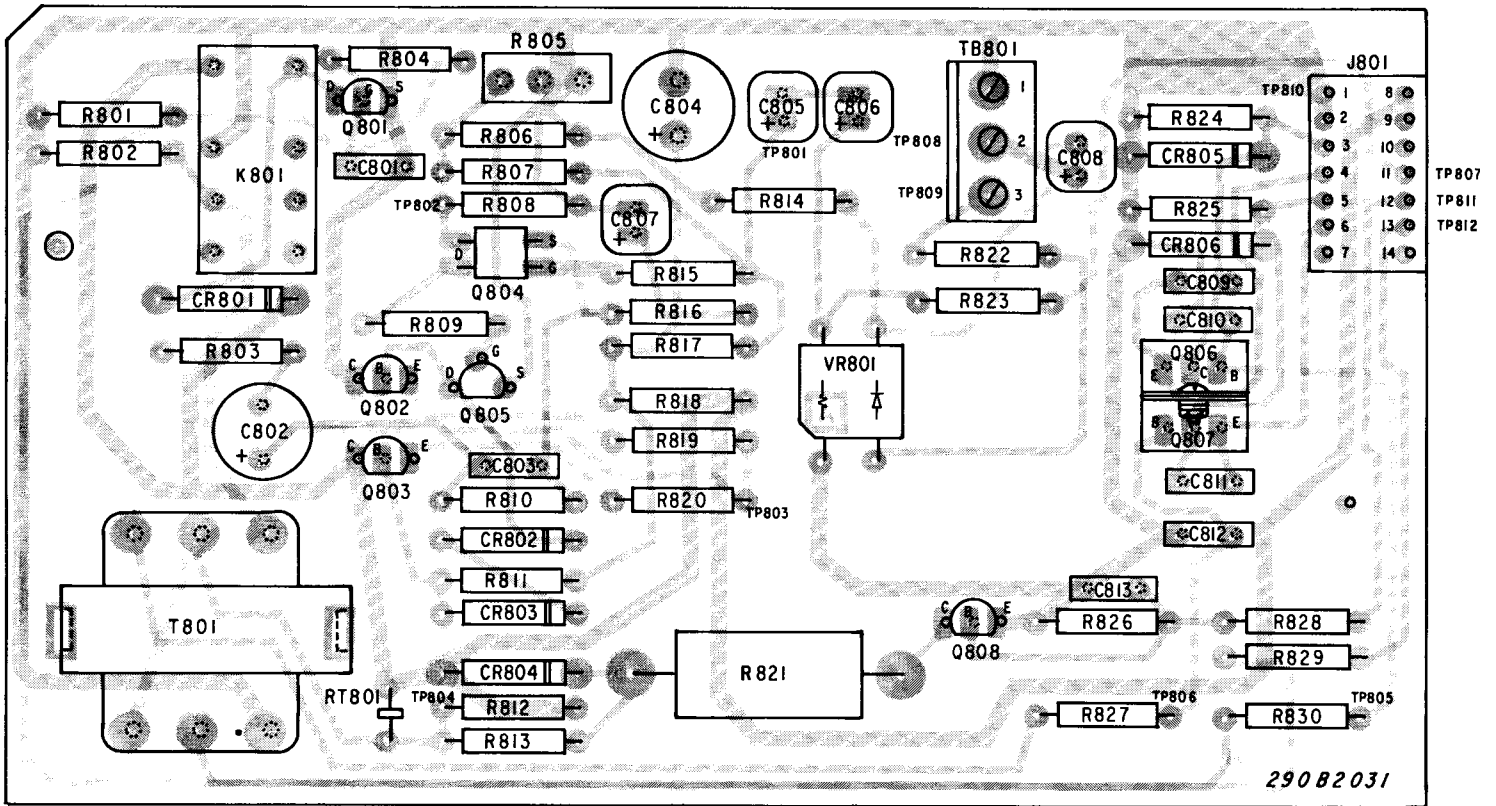 R805
TB801
J801
R804
D G S
Q801
C804
C805
C806
TP801
1
2
3
TP808
TP809
C808
TP810
1 8
2 9
3 10
4 11 TP807
5 12 TP811
6 13 TP812
7 14
R801
R802
K801
C801
R806
R807
TP802 R808
C807
R814
R824
CR805
R825
CR806
D S
G
Q804
R815
R822
C809
CR801
R809
R816
R823
C810
R803
R817
VR801
Q806
E C B
C B E
Q802
G
D S
Q805
R818
C802
R819
B E
Q807
C B E
Q803
C803
C811
R810
R820
TP803
CR802
C812
R811
C813
CR803
T801
C B E
Q808
R826
R828
R829
CR804
R821
RT801
TP804
R812
TP806
TP805
R827
R830
R813
290B2031